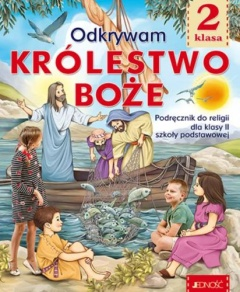 2
klasa
Odkrywam
KRÓLESTWO
BOŻE
Podręcznik do religii
dla klasy II
szkoły podstawowej
JEDNOŚĆ